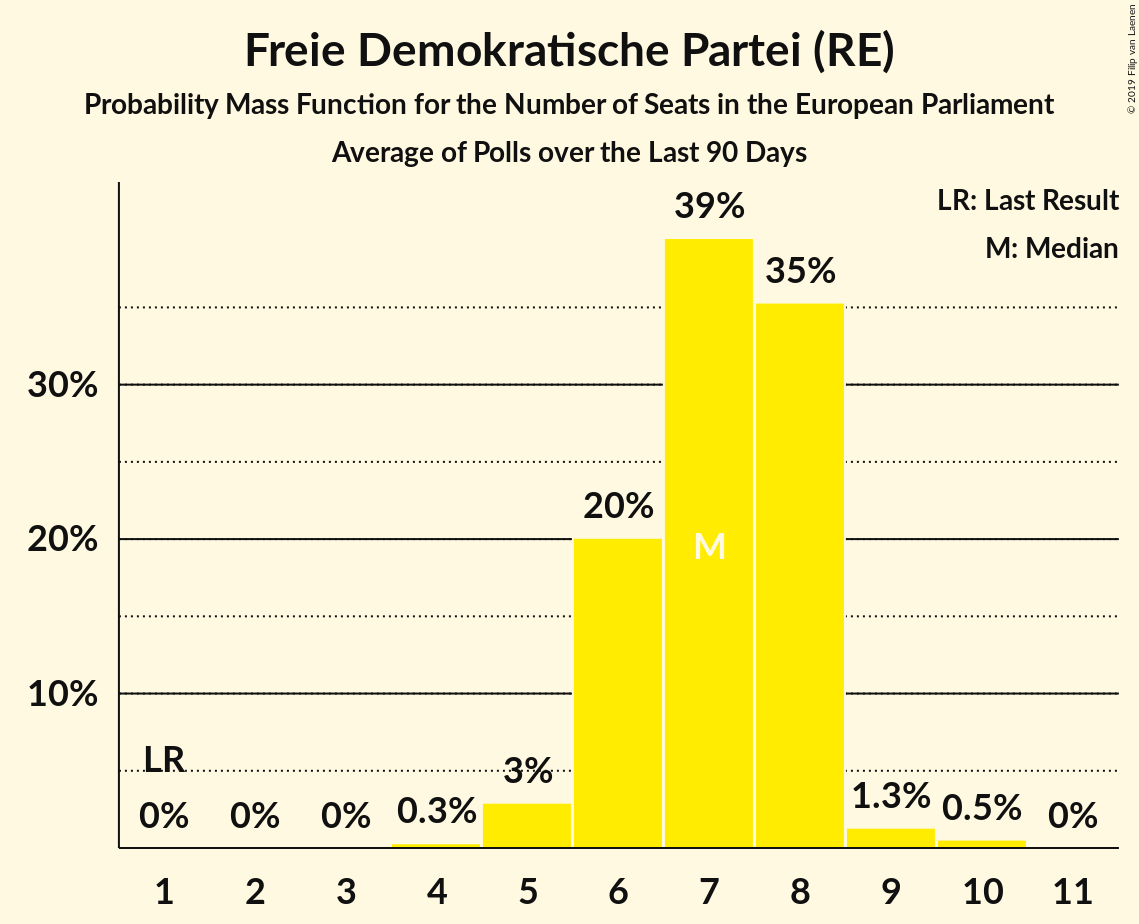 Freie Demokratische Partei (RE)
Probability Mass Function for the Number of Seats in the European Parliament
Average of Polls over the Last 90 Days
© 2019 Filip van Laenen
LR: Last Result
M: Median
39%
35%
30%
20%
M
20%
10%
LR
0%
0%
0%
0.3%
3%
1.3%
0.5%
0%
1 2 3 4 5 6 7 8 9 10 11